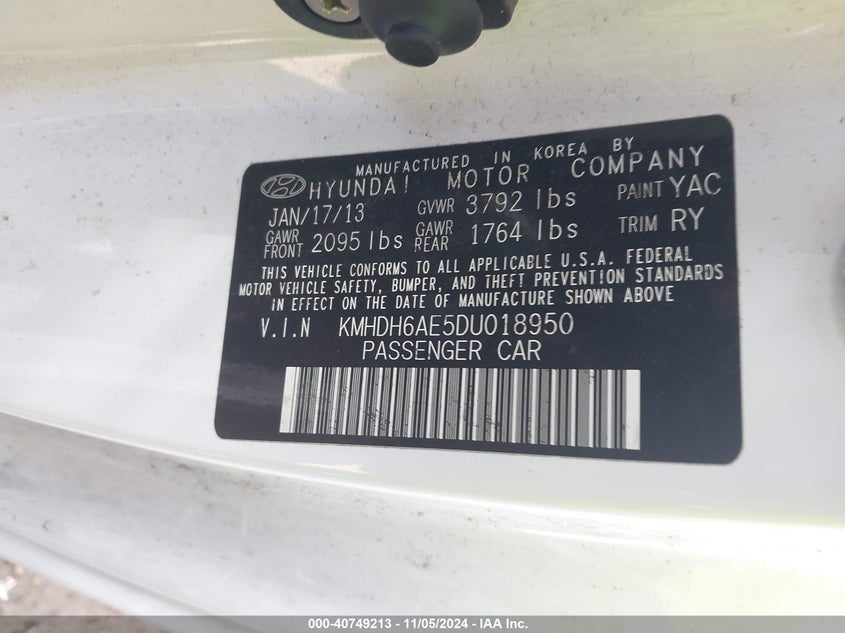 MANUFACTURED IN KOREA BY
HYUNDAI MOTOR COMPANY
JAN/17/13 GVWR 3792 lbs PAINT YAC
GAWR FRONT 2095 lbs GAWR REAR 1764 lbs TRIM RY
THIS VEHICLE CONFORMS TO ALL APPLICABLE U.S.A. FEDERAL
MOTOR VEHICLE SAFETY, BUMPER, AND THEFT PREVENTION STANDARDS
IN EFFECT ON THE DATE OF MANUFACTURE SHOWN ABOVE
V.I.N KMHDH6AE5DU018950
PASSENGER CAR
000-40749213 - 11/05/2024 - IAA Inc.